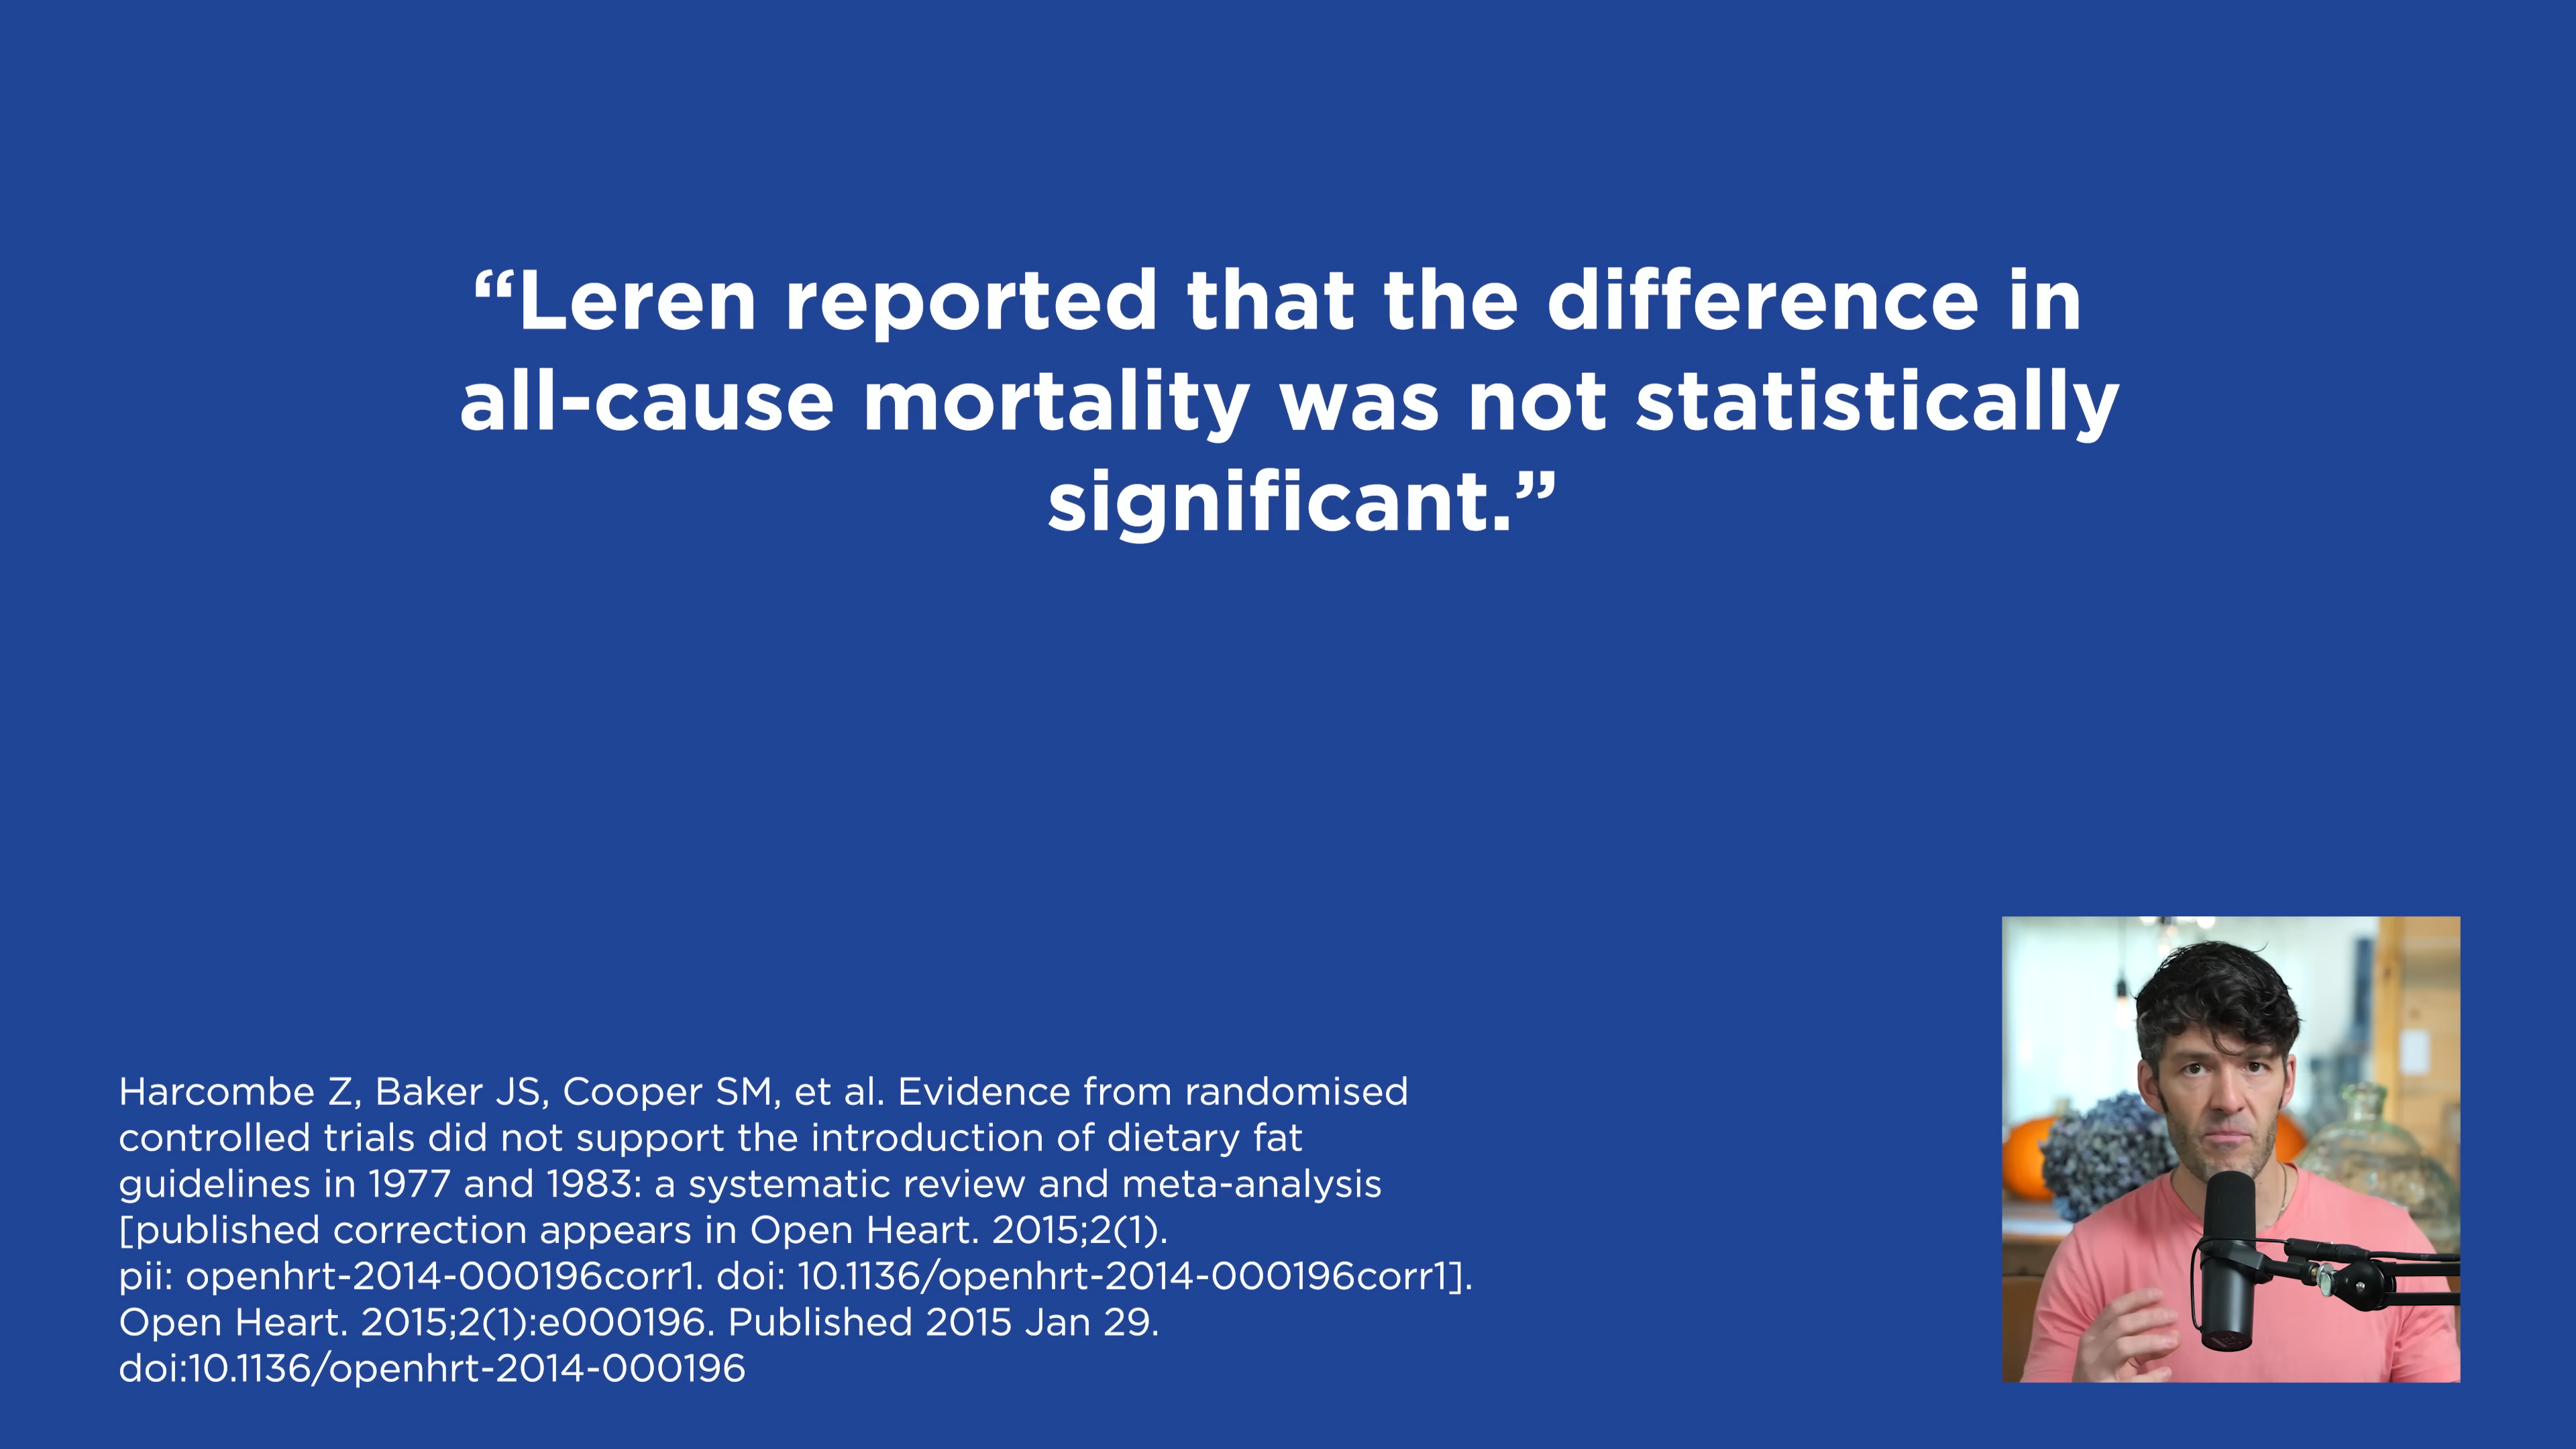 “Leren reported that the difference in
all-cause mortality was not statistically
significant.”
Harcombe Z, Baker JS, Cooper SM, et al. Evidence from randomised
controlled trials did not support the introduction of dietary fat
guidelines in 1977 and 1983: a systematic review and meta-analysis
[published correction appears in Open Heart. 2015;2(1).
pii: openhrt-2014-000196corr1. doi: 10.1136/openhrt-2014-000196corr1].
Open Heart. 2015;2(1):e000196. Published 2015 Jan 29.
doi:10.1136/openhrt-2014-000196